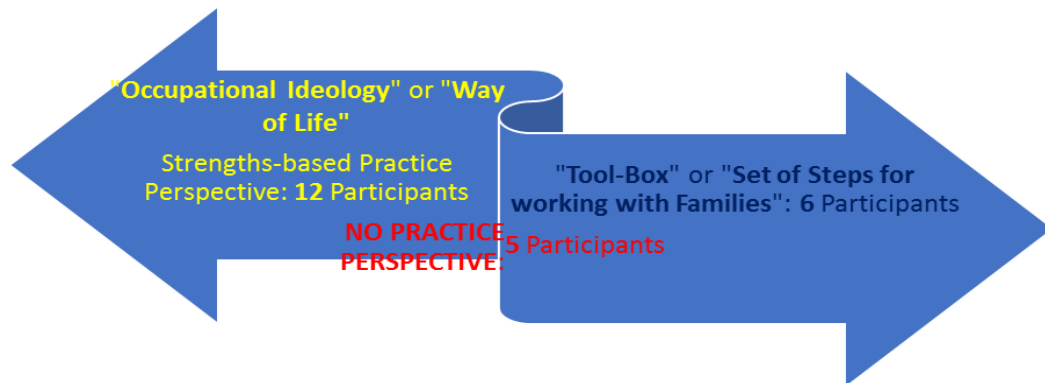 "Occupational Ideology" or "Way
of Life"
Strengths-based Practice
Perspective: 12 Participants
"Tool-Box" or "Set of Steps for
working with Families": 6 Participants
NO PRACTICE
PERSPECTIVE:
5 Participants